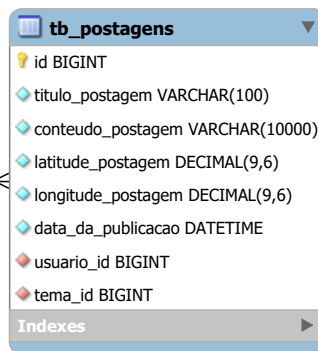 tb_postagens
id BIGINT
titulo_postagem VARCHAR(100)
conteudo_postagem VARCHAR(10000)
latitude_postagem DECIMAL(9,6)
longitude_postagem DECIMAL(9,6)
data_da_publicacao DATETIME
usuario_id BIGINT
tema_id BIGINT
Indexes